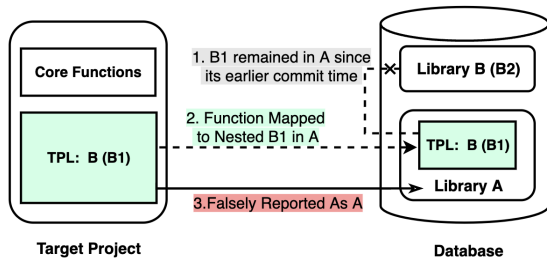 Core Functions
TPL: B (B1)
Target Project
1. B1 remained in A since
its earlier commit time
2. Function Mapped
to Nested B1 in A
3.Falsely Reported As A
Library B (B2)
TPL: B (B1)
Library A
Database